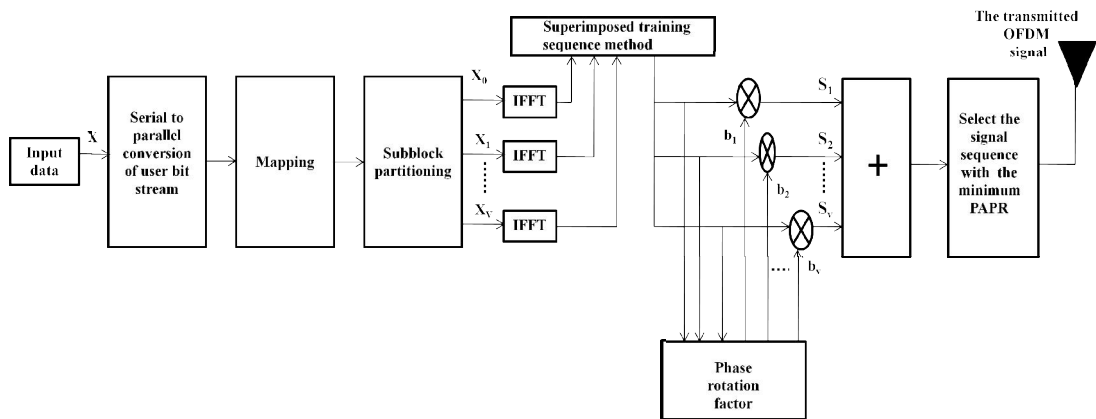 The transmitted
OFDM
signal
Superimposed training
sequence method
X
Input
data
Serial to
parallel
conversion
of user bit
stream
Mapping
Subblock
partitioning
X0
IFFT
X1
IFFT
XV
IFFT
b1
b2
....
bv
S1
S2
Sv
+
Select the
signal
sequence
with the
minimum
PAPR
Phase
rotation
factor